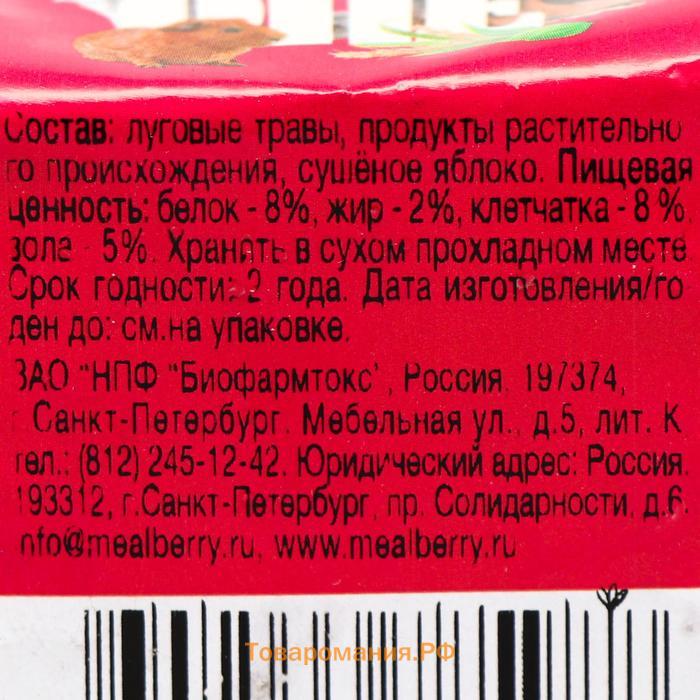 Состав: луговые травы, продукты растительно
го происхождения, сушёное яблоко. Пищевая
ценность: белок - 8%, жир - 2%, клетчатка - 8 %
зола - 5%. Хранить в сухом прохладном месте
Срок годности: 2 года. Дата изготовления/го
ден до: см.на упаковке.
ЗАО "НПФ "Биофармтокс", Россия, 197374,
г. Санкт-Петербург. Мебельная ул., д.5, лит. К
тел.: (812) 245-12-42. Юридический адрес: Россия
193312, г.Санкт-Петербург, пр. Солидарности, д.6.
nfo@mealberry.ru, www.mealberry.ru
Товаромания.РФ